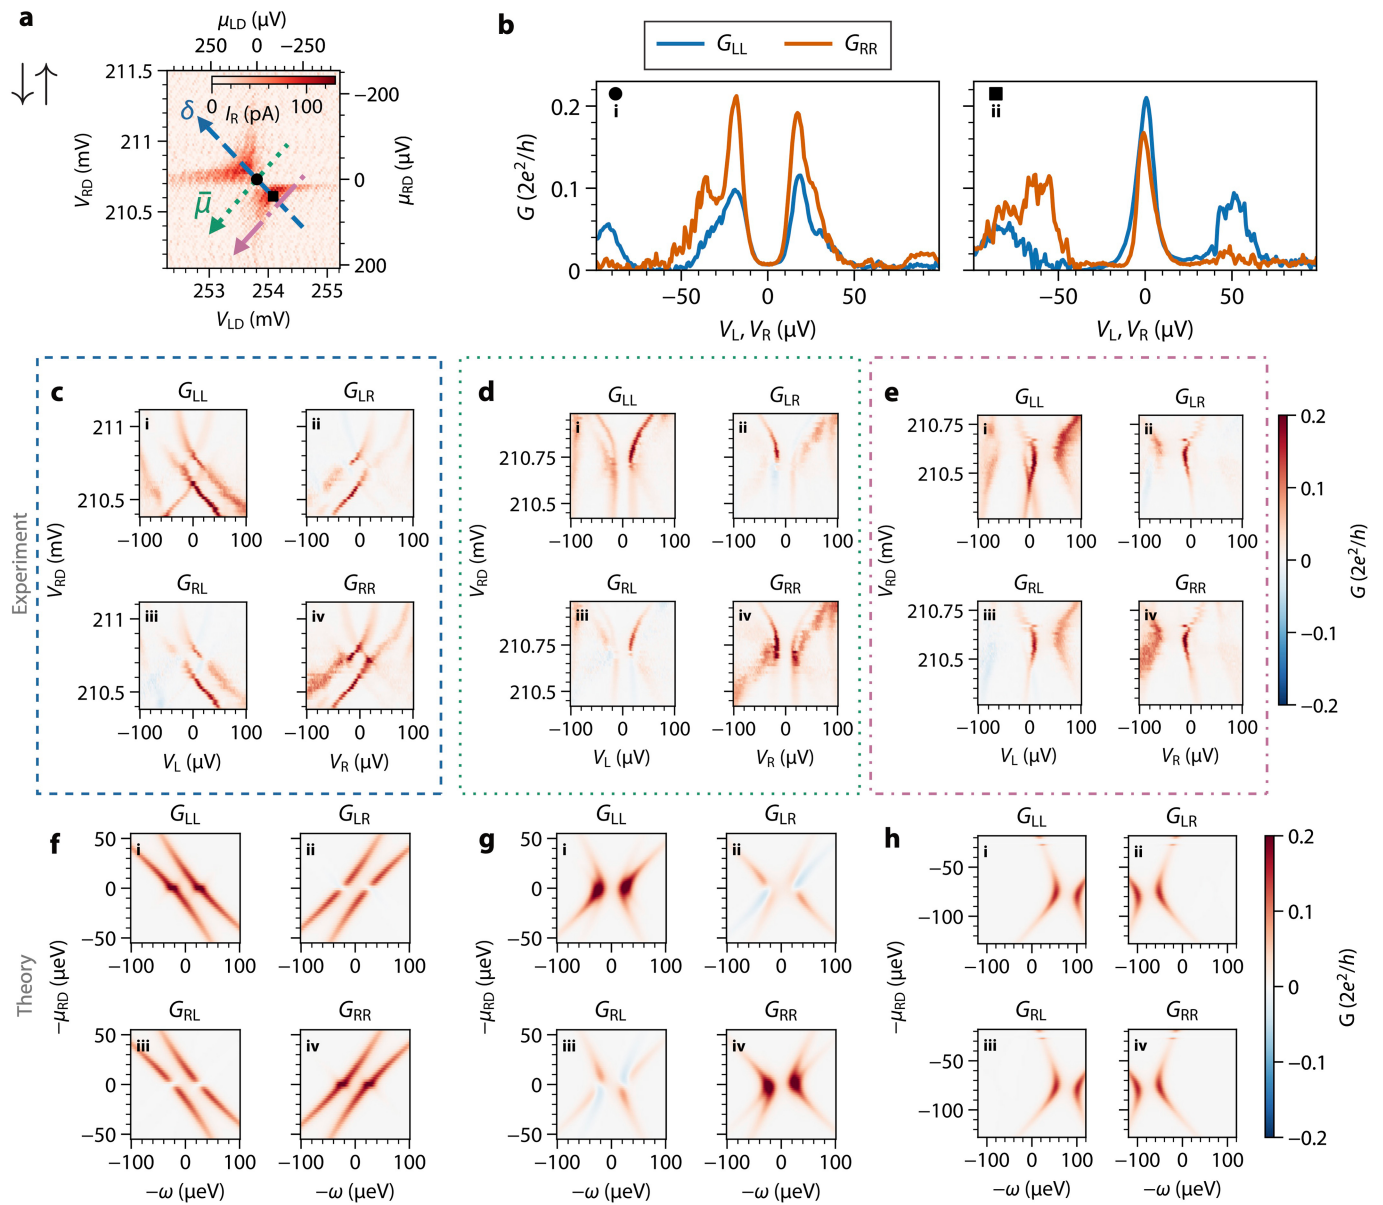 a
μLD (μV)
250 0 −250
↓↑
211.5
211
210.5
VRD (mV)
0 100
IR (pA)
δ
μ̄
−200
0
200
μRD (μV)
253 254 255
VLD (mV)
b
GLL GRR
i
ii
0.2
0.1
0
G (2e²/h)
−50 0 50
−50 0 50
VL, VR (μV)
VL, VR (μV)
Experiment
c
GLL
GLR
i
ii
211
210.5
−100 0 100
−100 0 100
VRD (mV)
GRL
GRR
iii
iv
211
210.5
−100 0 100
−100 0 100
VL (μV)
VR (μV)
d
GLL
GLR
i
ii
210.75
210.5
−100 0 100
−100 0 100
VRD (mV)
GRL
GRR
iii
iv
210.75
210.5
−100 0 100
−100 0 100
VL (μV)
VR (μV)
e
GLL
GLR
i
ii
210.75
210.5
−100 0 100
−100 0 100
VRD (mV)
GRL
GRR
iii
iv
210.75
210.5
−100 0 100
−100 0 100
VL (μV)
VR (μV)
0.2
0.1
0
−0.1
−0.2
G (2e²/h)
Theory
f
GLL
GLR
i
ii
50
0
−50
−100 0 100
−100 0 100
−μRD (μeV)
GRL
GRR
iii
iv
50
0
−50
−100 0 100
−100 0 100
−ω (μeV)
−ω (μeV)
g
GLL
GLR
i
ii
50
0
−50
−100 0 100
−100 0 100
−μRD (μeV)
GRL
GRR
iii
iv
50
0
−50
−100 0 100
−100 0 100
−ω (μeV)
−ω (μeV)
h
GLL
GLR
i
ii
−50
−100
−100 0 100
−100 0 100
−μRD (μeV)
GRL
GRR
iii
iv
−50
−100
−100 0 100
−100 0 100
−ω (μeV)
−ω (μeV)
0.2
0.1
0
−0.1
−0.2
G (2e²/h)